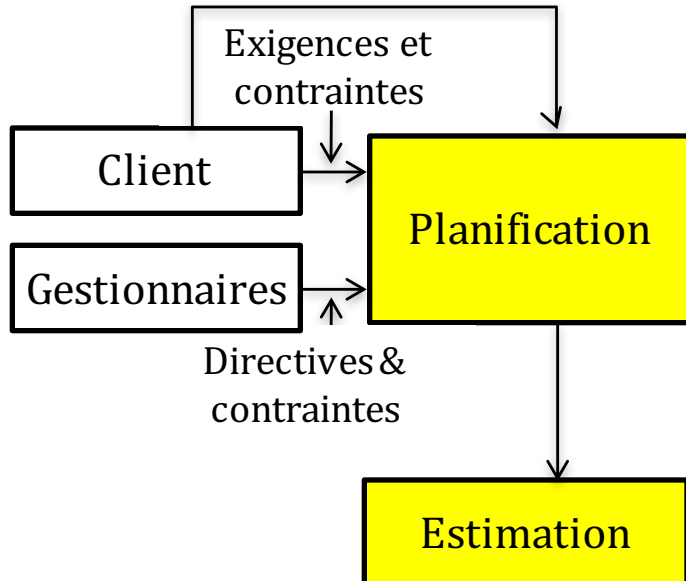 Exigences et
contraintes
Client
Planification
Gestionnaires
Directives &
contraintes
Estimation